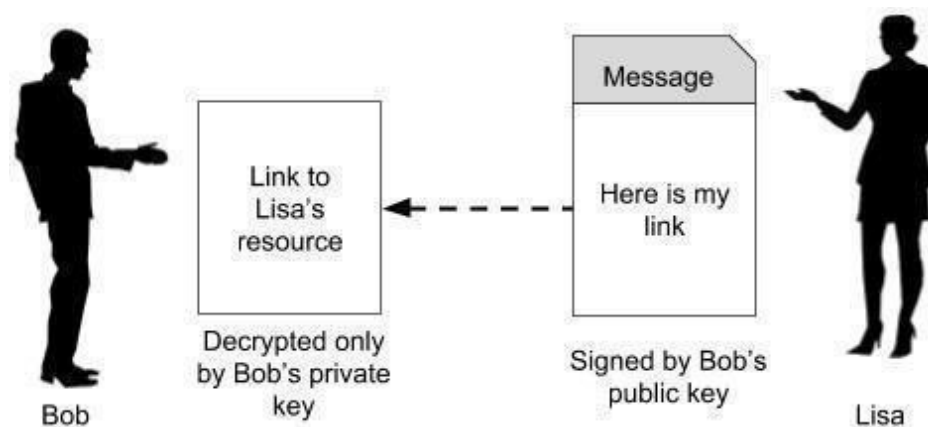 Message
Link to
Lisa's
resource
Here is my
link
Decrypted only
by Bob's private
key
Signed by Bob's
public key
Bob
Lisa